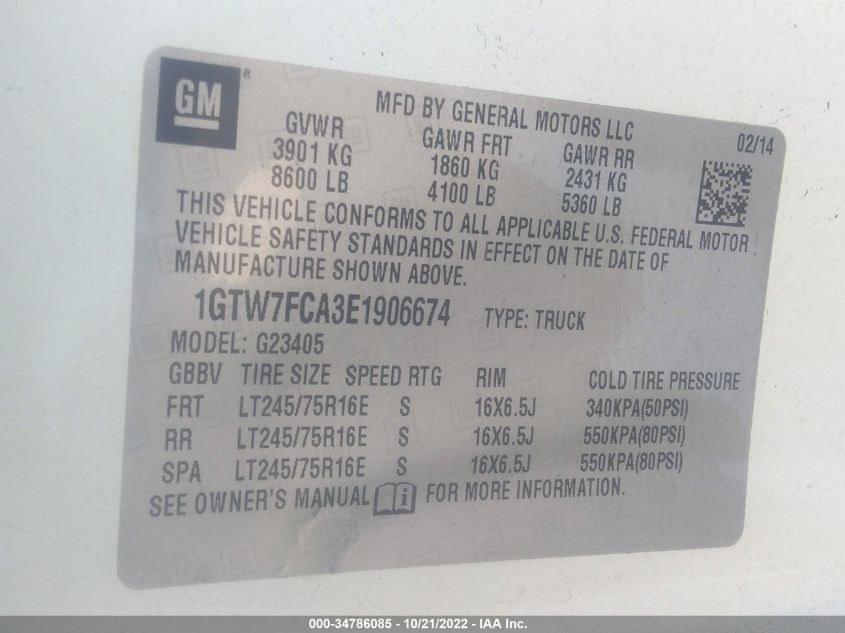 GM®
MFD BY GENERAL MOTORS LLC
02/14
GVWR GAWR FRT GAWR RR
3901 KG 1860 KG 2431 KG
8600 LB 4100 LB 5360 LB
THIS VEHICLE CONFORMS TO ALL APPLICABLE U.S. FEDERAL MOTOR
VEHICLE SAFETY STANDARDS IN EFFECT ON THE DATE OF
MANUFACTURE SHOWN ABOVE.
1GTW7FCA3E1906674 TYPE: TRUCK
MODEL: G23405
GBBV TIRE SIZE SPEED RTG RIM COLD TIRE PRESSURE
FRT LT245/75R16E S 16X6.5J 340KPA(50PSI)
RR LT245/75R16E S 16X6.5J 550KPA(80PSI)
SPA LT245/75R16E S 16X6.5J 550KPA(80PSI)
SEE OWNER'S MANUAL i FOR MORE INFORMATION.
000-34786085 - 10/21/2022 - IAA Inc.